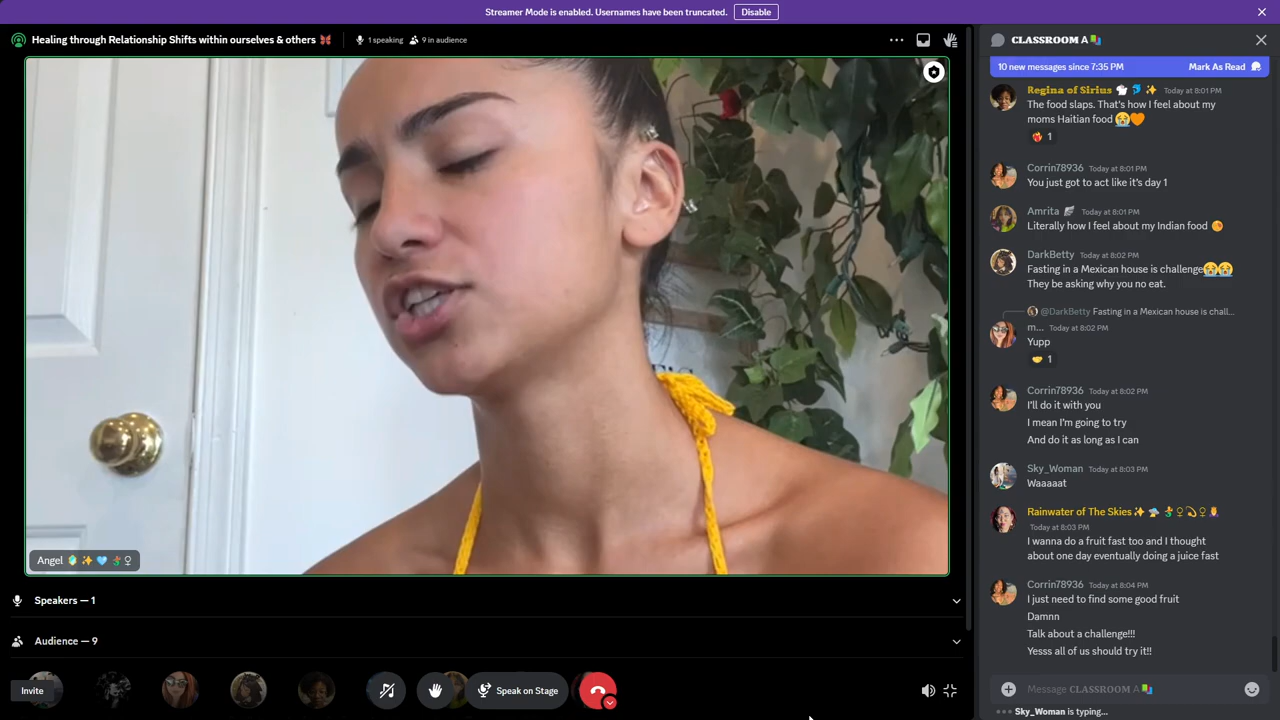 Streamer Mode is enabled. Usernames have been truncated. Disable
Healing through Relationship Shifts within ourselves & others 🦋
1 speaking 9 in audience
Angel
Speakers — 1
Audience — 9
Invite
Speak on Stage
CLASSROOM A
10 new messages since 7:35 PM Mark As Read
Regina of Sirius Today at 8:01 PM
The food slaps. That's how I feel about my
moms Haitian food 😭🧡
1
Corrin78936 Today at 8:01 PM
You just got to act like it's day 1
Amrita Today at 8:01 PM
Literally how I feel about my Indian food
DarkBetty Today at 8:02 PM
Fasting in a Mexican house is challenge😭😭
They be asking why you no eat.
@DarkBetty Fasting in a Mexican house is chall...
m... Today at 8:02 PM
Yupp
1
Corrin78936 Today at 8:02 PM
I'll do it with you
I mean I'm going to try
And do it as long as I can
Sky_Woman Today at 8:03 PM
Waaaaat
Rainwater of The Skies
Today at 8:03 PM
I wanna do a fruit fast too and I thought
about one day eventually doing a juice fast
Corrin78936 Today at 8:04 PM
I just need to find some good fruit
Damnn
Talk about a challenge!!!
Yesss all of us should try it!!
Message CLASSROOM A
Sky_Woman is typing...